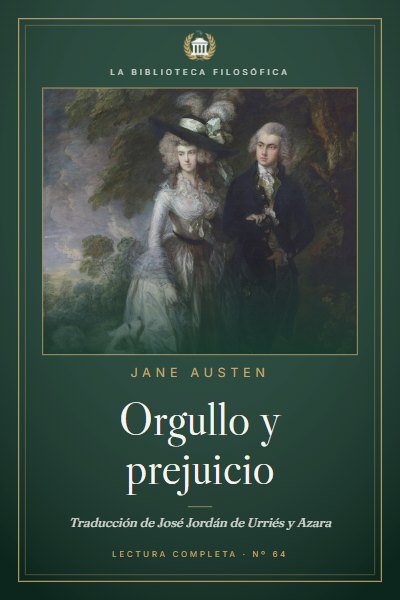 LA BIBLIOTECA FILOSÓFICA
JANE AUSTEN
Orgullo y
prejuicio
Traducción de José Jordán de Urriés y Azara
LECTURA COMPLETA · Nº 64